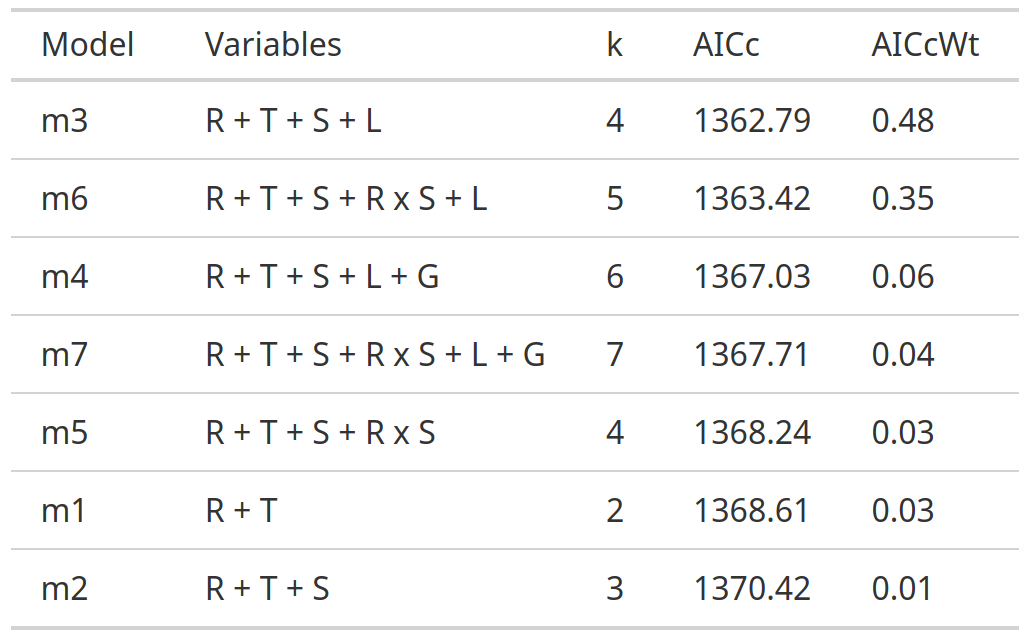 Model Variables k AICc AICcWt
m3 R + T + S + L 4 1362.79 0.48
m6 R + T + S + R x S + L 5 1363.42 0.35
m4 R + T + S + L + G 6 1367.03 0.06
m7 R + T + S + R x S + L + G 7 1367.71 0.04
m5 R + T + S + R x S 4 1368.24 0.03
m1 R + T 2 1368.61 0.03
m2 R + T + S 3 1370.42 0.01